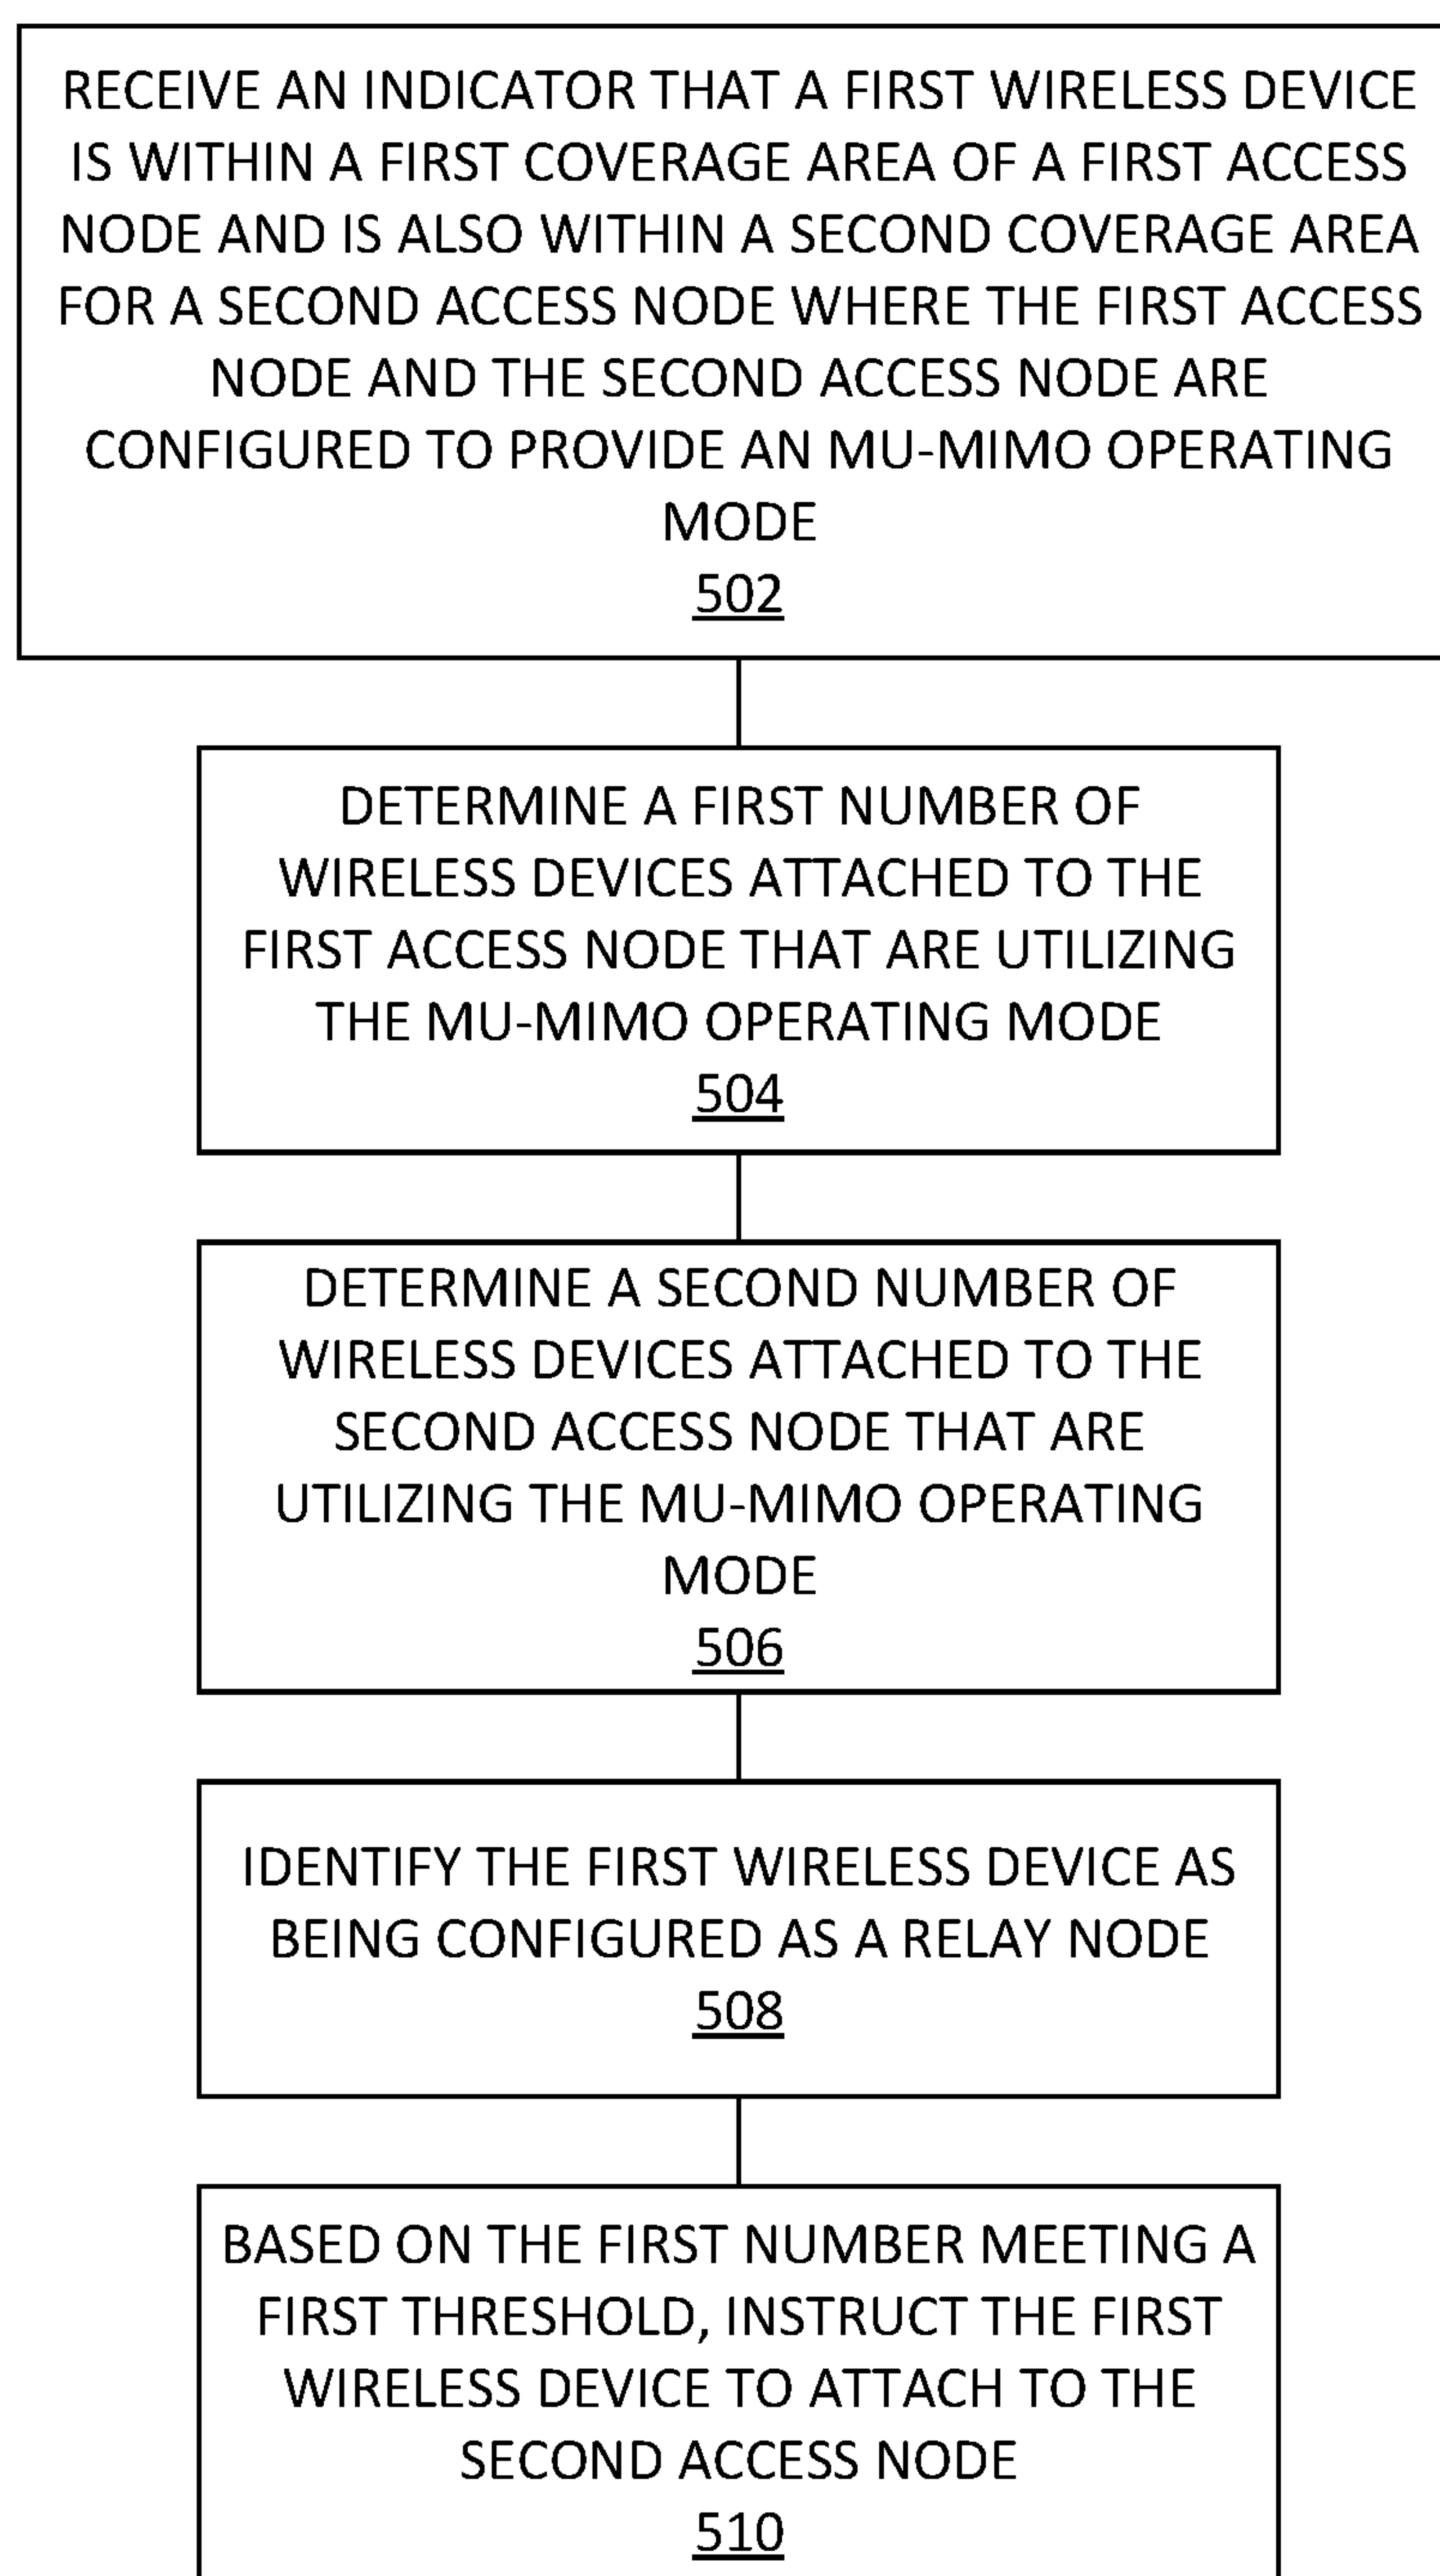 RECEIVE AN INDICATOR THAT A FIRST WIRELESS DEVICE
IS WITHIN A FIRST COVERAGE AREA OF A FIRST ACCESS
NODE AND IS ALSO WITHIN A SECOND COVERAGE AREA
FOR A SECOND ACCESS NODE WHERE THE FIRST ACCESS
NODE AND THE SECOND ACCESS NODE ARE
CONFIGURED TO PROVIDE AN MU-MIMO OPERATING
MODE
502
DETERMINE A FIRST NUMBER OF
WIRELESS DEVICES ATTACHED TO THE
FIRST ACCESS NODE THAT ARE UTILIZING
THE MU-MIMO OPERATING MODE
504
DETERMINE A SECOND NUMBER OF
WIRELESS DEVICES ATTACHED TO THE
SECOND ACCESS NODE THAT ARE
UTILIZING THE MU-MIMO OPERATING
MODE
506
IDENTIFY THE FIRST WIRELESS DEVICE AS
BEING CONFIGURED AS A RELAY NODE
508
BASED ON THE FIRST NUMBER MEETING A
FIRST THRESHOLD, INSTRUCT THE FIRST
WIRELESS DEVICE TO ATTACH TO THE
SECOND ACCESS NODE
510